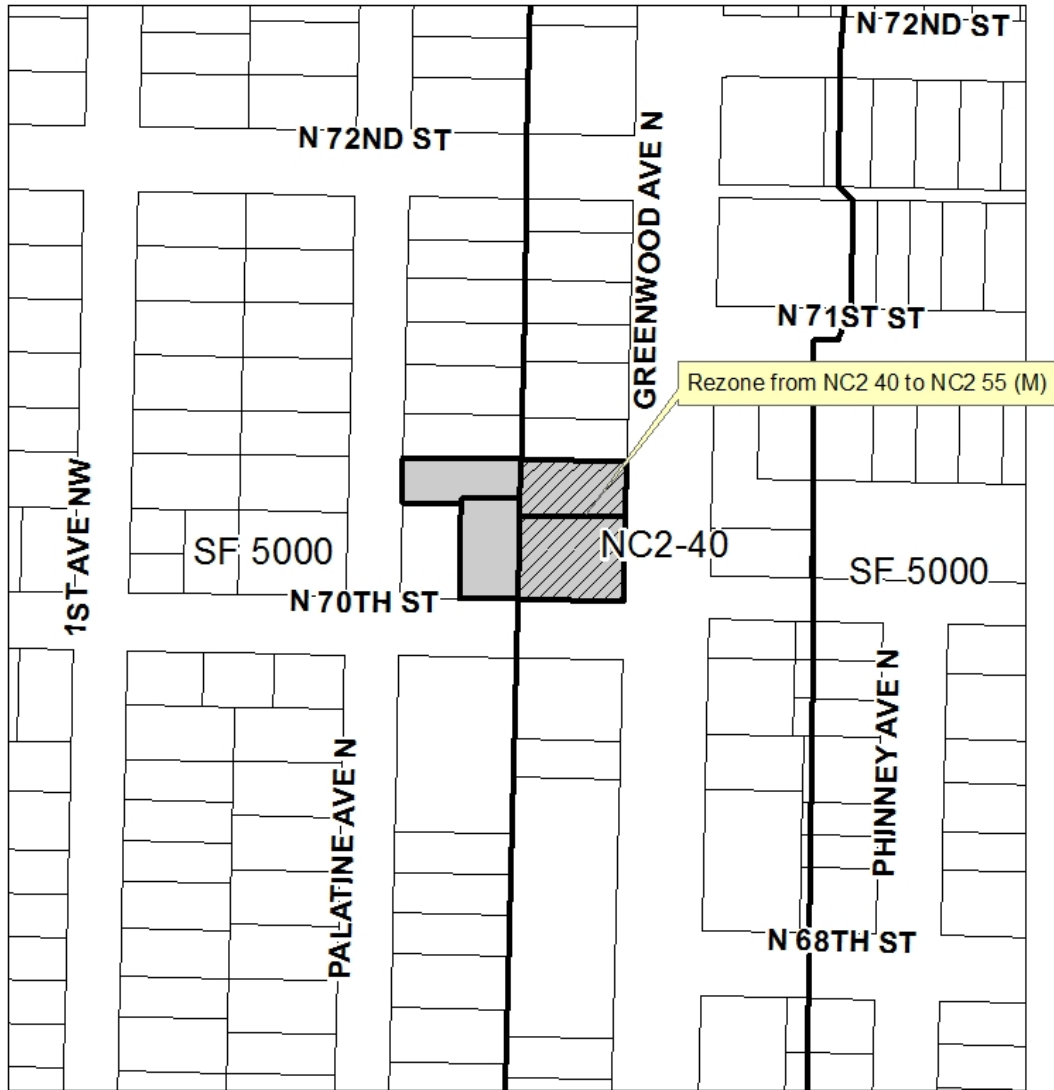 N 72ND ST
N 72ND ST
GREENWOOD AVE N
N 71ST ST
Rezone from NC2 40 to NC2 55 (M)
1ST AVE NW
SF 5000
NC2-40
SF 5000
N 70TH ST
PALATINE AVE N
PHINNEY AVE N
N 68TH ST